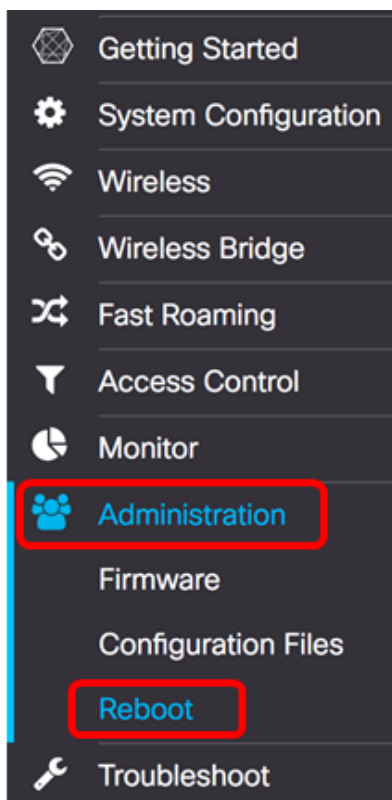 Getting Started
System Configuration
Wireless
Wireless Bridge
Fast Roaming
Access Control
Monitor
Administration
Firmware
Configuration Files
Reboot
Troubleshoot